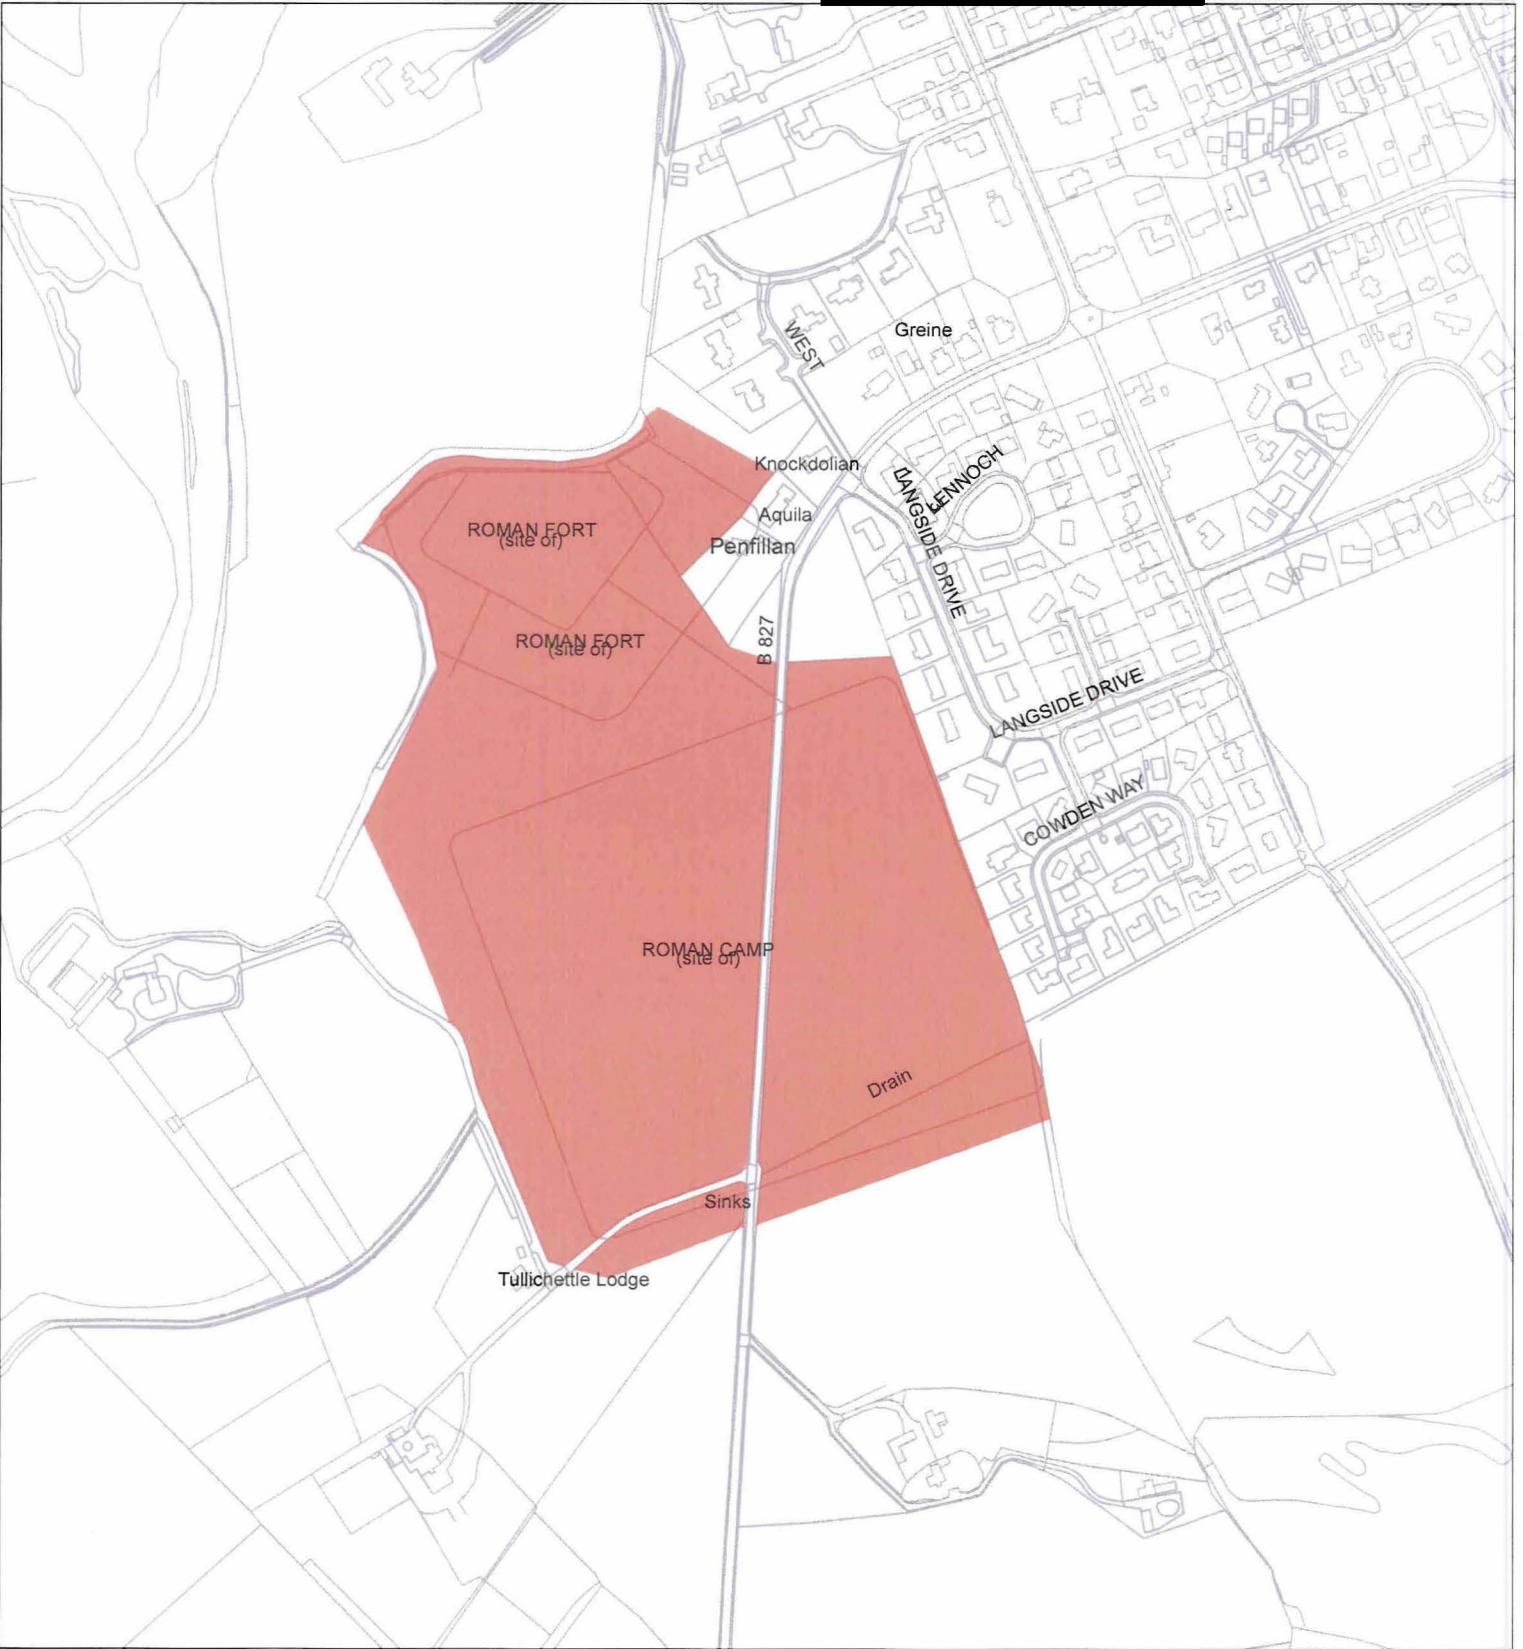 WEST
Greine
Knockdolian
LANGSIDE DRIVE
Aquila
Penfillan
ROMAN FORT
(site of)
ROMAN FORT
(site of)
B 827
LANGSIDE DRIVE
COWDEN WAY
ROMAN CAMP
(site of)
Drain
Sinks
Tullichettle Lodge